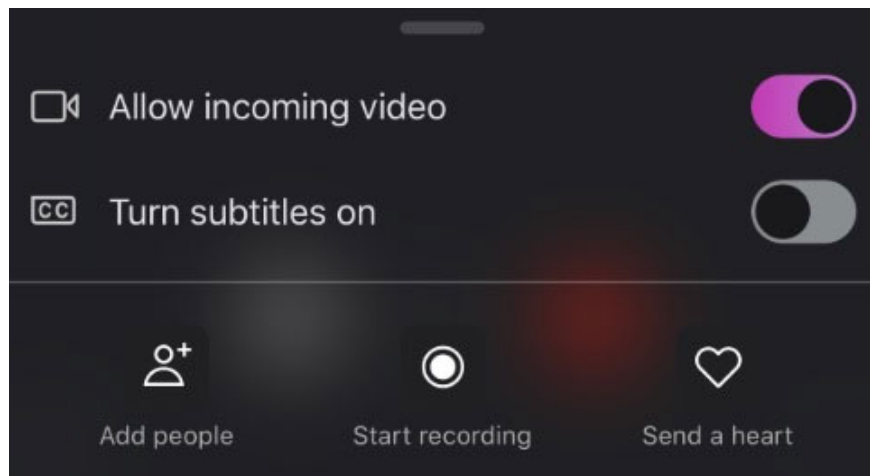 Allow incoming video
CC Turn subtitles on
Add people Start recording Send a heart